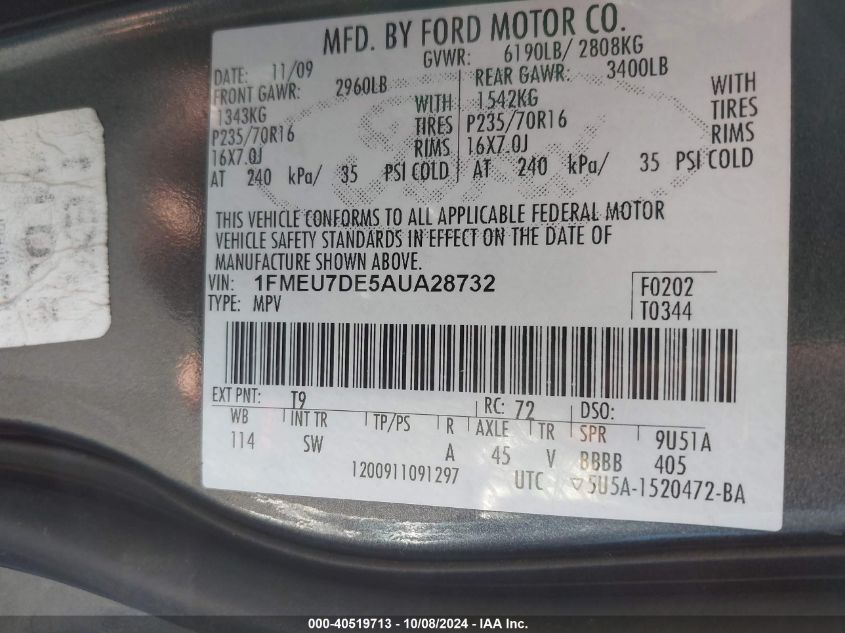 MFD. BY FORD MOTOR CO.
DATE: 11/09 GVWR: 6190LB/ 2808KG
FRONT GAWR: 2960LB REAR GAWR: 3400LB
1343KG WITH 1542KG WITH
P235/70R16 TIRES P235/70R16 TIRES
16X7.0J RIMS 16X7.0J RIMS
AT 240 kPa/ 35 PSI COLD AT 240 kPa/ 35 PSI COLD
THIS VEHICLE CONFORMS TO ALL APPLICABLE FEDERAL MOTOR
VEHICLE SAFETY STANDARDS IN EFFECT ON THE DATE OF
MANUFACTURE SHOWN ABOVE.
VIN: 1FMEU7DE5AUA28732 F0202
TYPE: MPV T0344
EXT PNT: T9 RC: 72 DSO:
WB INT TR TP/PS R AXLE TR SPR 9U51A
114 SW A 45 V BBBB 405
1200911091297 UTC 5U5A-1520472-BA
000-40519713 - 10/08/2024 - IAA Inc.